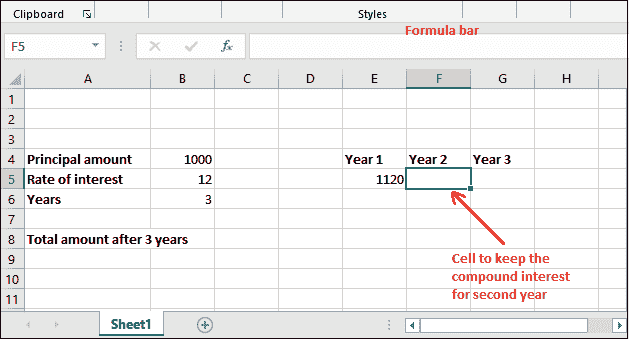 Clipboard Styles
Formula bar
F5 fx
A B C D E F G H
1
2
3
4 Principal amount 1000 Year 1 Year 2 Year 3
5 Rate of interest 12 1120
6 Years 3
7
8 Total amount after 3 years
9 Cell to keep the
10 compound interest
11 for second year
Sheet1